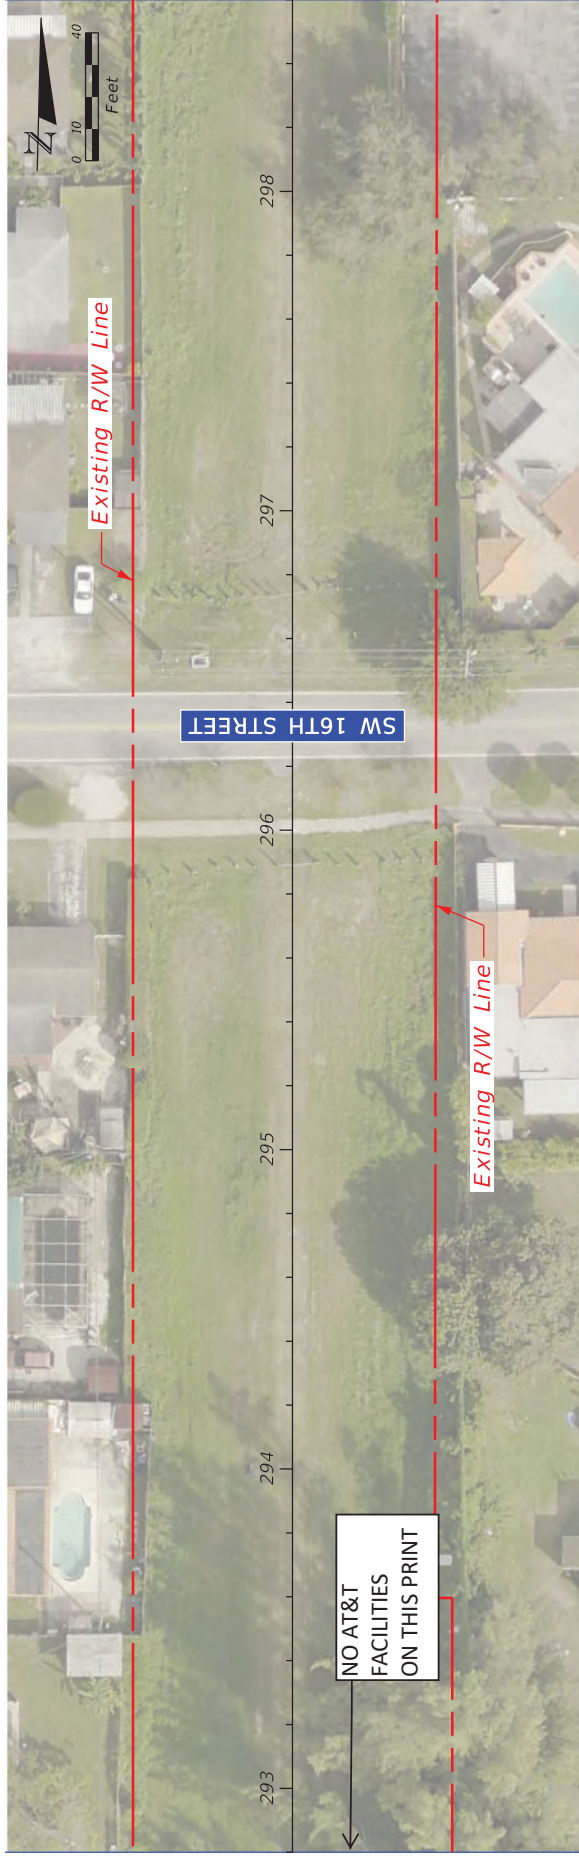 N
0 10 40
Feet
Existing R/W Line
298
297
SW 16TH STREET
296
Existing R/W Line
295
294
NO AT&T
FACILITIES
ON THIS PRINT
293